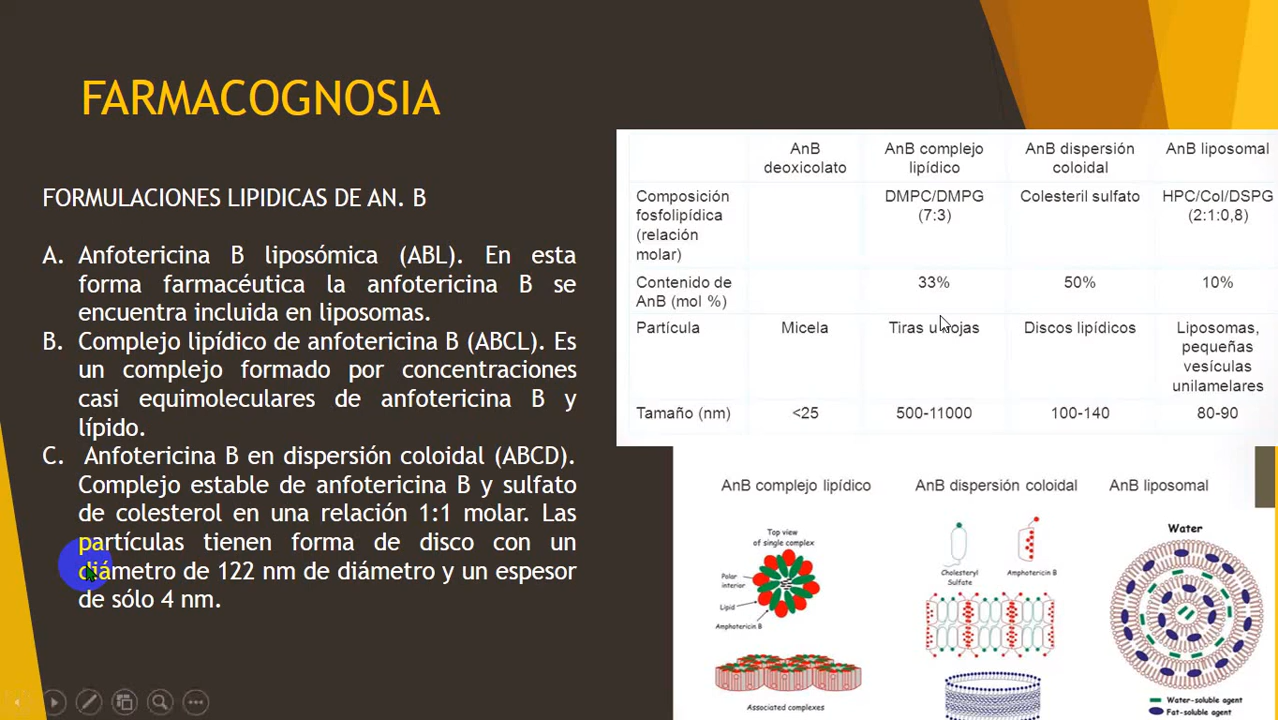 FARMACOGNOSIA
FORMULACIONES LIPIDICAS DE AN. B
A. Anfotericina B liposómica (ABL). En esta
forma farmacéutica la anfotericina B se
encuentra incluida en liposomas.
B. Complejo lipídico de anfotericina B (ABCL). Es
un complejo formado por concentraciones
casi equimoleculares de anfotericina B y
lípido.
C. Anfotericina B en dispersión coloidal (ABCD).
Complejo estable de anfotericina B y sulfato
de colesterol en una relación 1:1 molar. Las
partículas tienen forma de disco con un
diámetro de 122 nm de diámetro y un espesor
de sólo 4 nm.
AnB deoxicolato
AnB complejo lipídico
AnB dispersión coloidal
AnB liposomal
Composición fosfolipídica (relación molar)
DMPC/DMPG (7:3)
Colesteril sulfato
HPC/Col/DSPG (2:1:0,8)
Contenido de AnB (mol %)
33%
50%
10%
Partícula
Micela
Tiras u hojas
Discos lipídicos
Liposomas, pequeñas vesículas unilamelares
Tamaño (nm)
<25
500-11000
100-140
80-90
AnB complejo lipídico
AnB dispersión coloidal
AnB liposomal
Top view
of single complex
Polar
interior
Lipid
Amphotericin B
Associated complexes
Cholesteryl
Sulfate
Amphotericin B
Water
Water-soluble agent
Fat-soluble agent